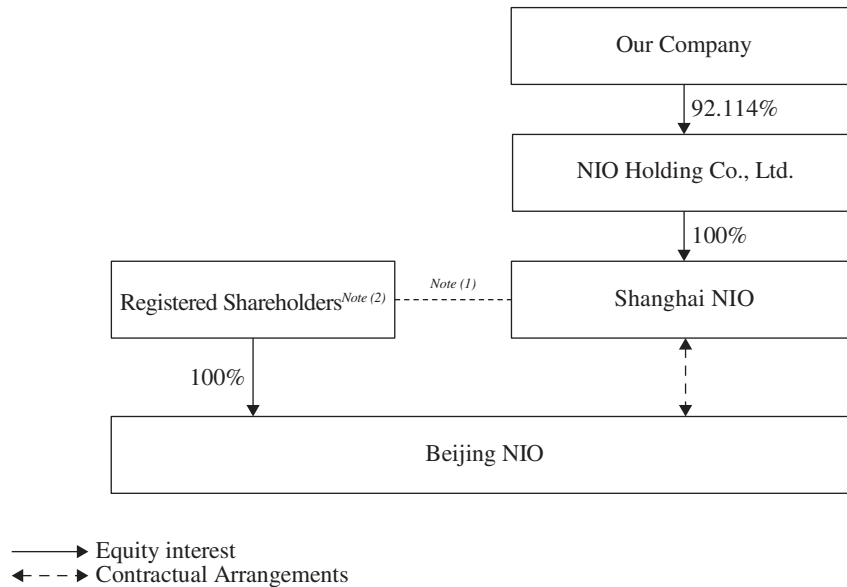 Our Company
92.114%
NIO Holding Co., Ltd.
100%
Registered Shareholders Note (2)
Note (1)
Shanghai NIO
100%
Beijing NIO
Equity interest
Contractual Arrangements